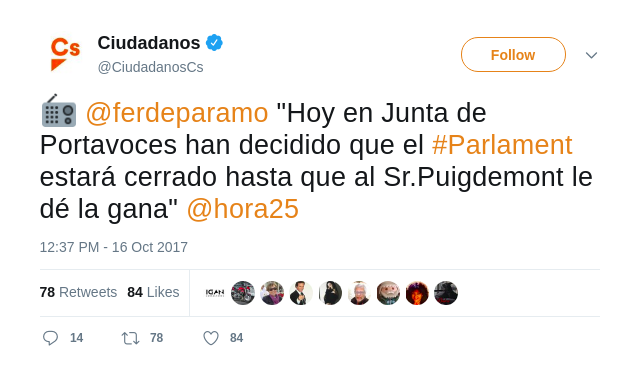 Cs
Ciudadanos
@CiudadanosCs
Follow
@ferdeparamo "Hoy en Junta de
Portavoces han decidido que el #Parlament
estará cerrado hasta que al Sr.Puigdemont le
dé la gana" @hora25
12:37 PM - 16 Oct 2017
78 Retweets 84 Likes
14 78 84